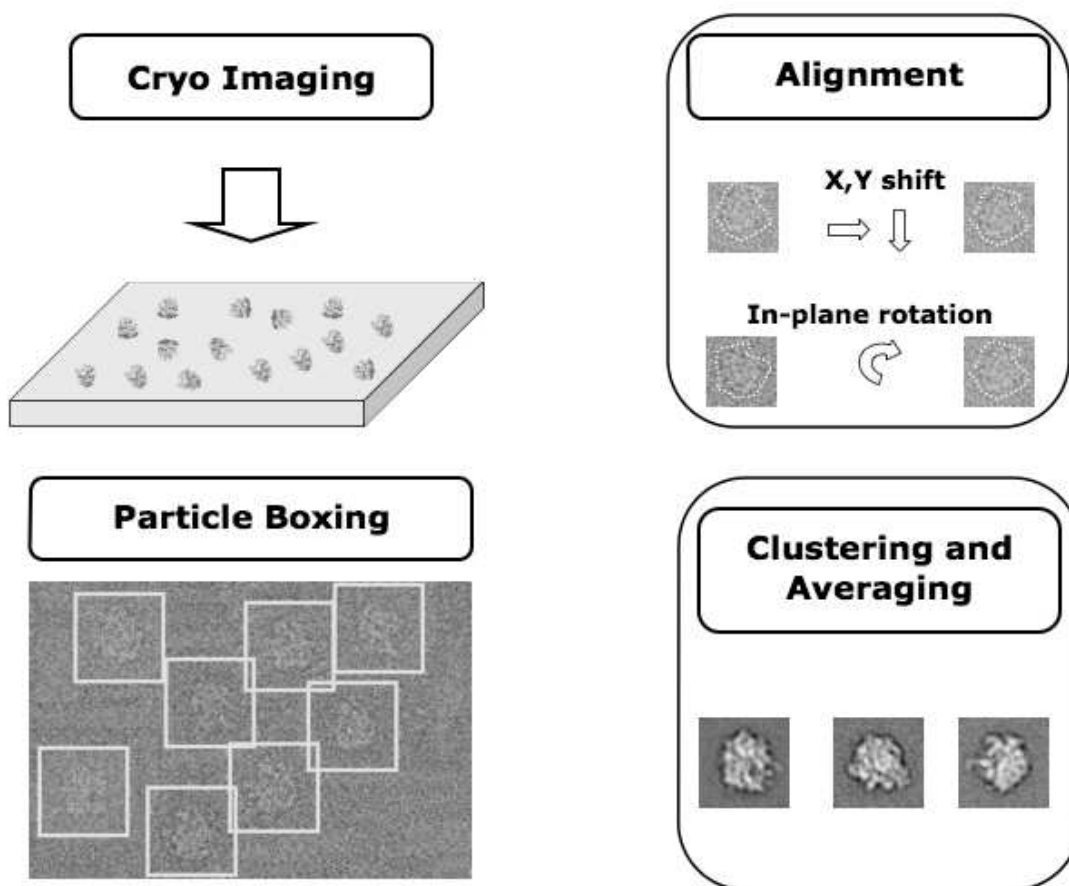 Cryo Imaging
Particle Boxing
Alignment
X,Y shift
In-plane rotation
Clustering and
Averaging